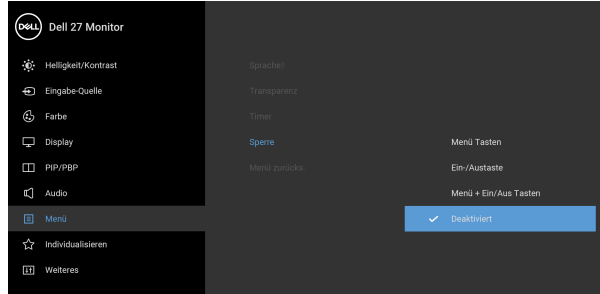 DELL Dell 27 Monitor
Helligkeit/Kontrast
Eingabe-Quelle
Farbe
Display
PIP/PBP
Audio
Menü
Individualisieren
Weiteres
Sprache!!
Transparenz
Timer
Sperre
Menü zurücks.
Menü Tasten
Ein-/Austaste
Menü + Ein/Aus Tasten
Deaktiviert